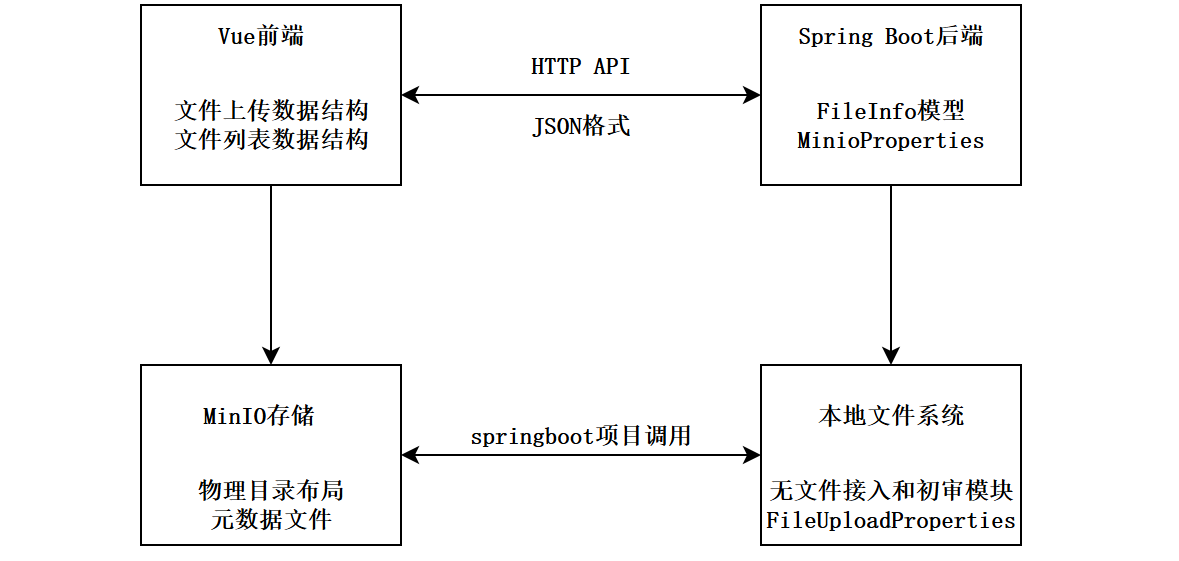 Vue前端
文件上传数据结构
文件列表数据结构
HTTP API
JSON格式
Spring Boot后端
FileInfo模型
MinioProperties
MinIO存储
物理目录布局
元数据文件
springboot项目调用
本地文件系统
无文件接入和初审模块
FileUploadProperties